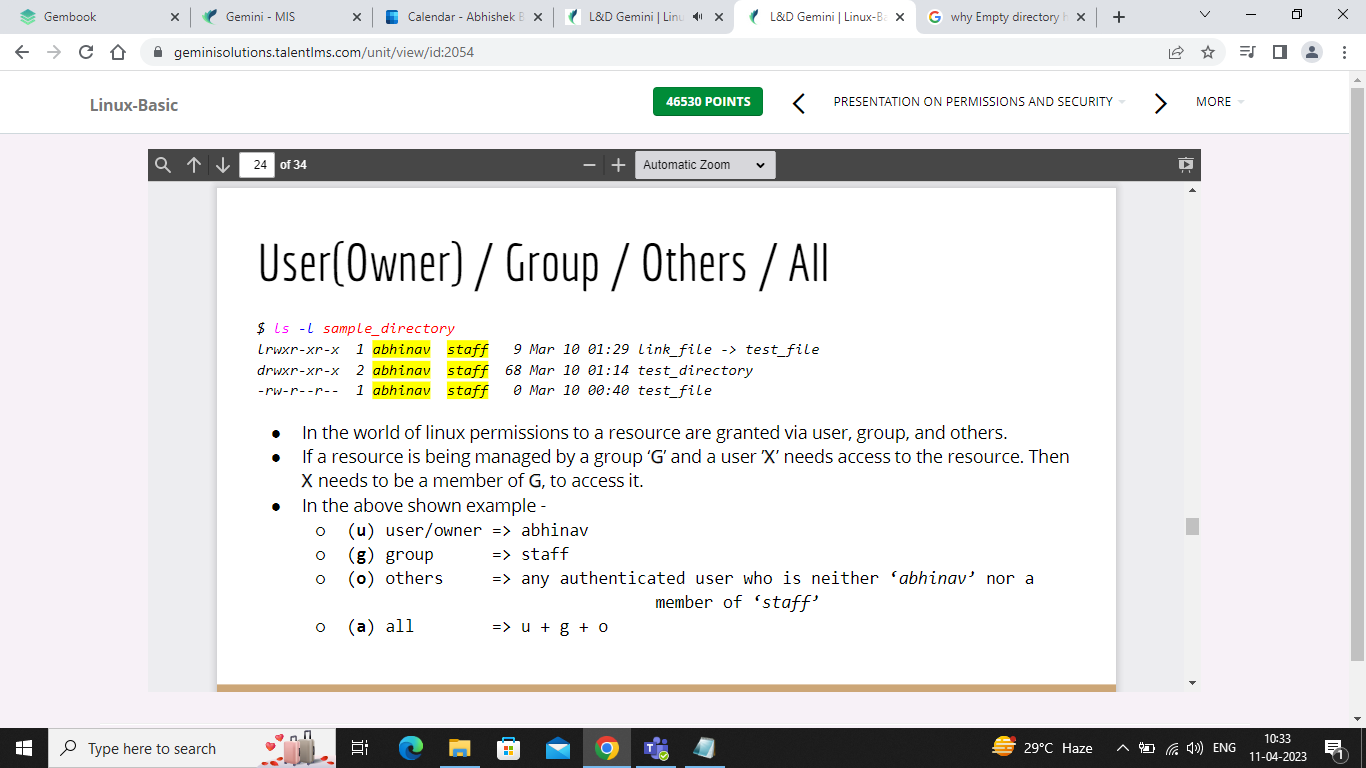 Gembook
Gemini - MIS
Calendar - Abhishek
L&D Gemini | Linu
L&D Gemini | Linux-Ba
why Empty directory h
geminisolutions.talentlms.com/unit/view/id:2054
Linux-Basic
46530 POINTS
PRESENTATION ON PERMISSIONS AND SECURITY
MORE
24 of 34
Automatic Zoom
User(Owner) / Group / Others / All
$ ls -l sample_directory
lrwxr-xr-x 1 abhinav staff 9 Mar 10 01:29 link_file -> test_file
drwxr-xr-x 2 abhinav staff 68 Mar 10 01:14 test_directory
-rw-r--r-- 1 abhinav staff 0 Mar 10 00:40 test_file
● In the world of linux permissions to a resource are granted via user, group, and others.
● If a resource is being managed by a group ‘G’ and a user ’X’ needs access to the resource. Then
X needs to be a member of G, to access it.
● In the above shown example -
○ (u) user/owner => abhinav
○ (g) group => staff
○ (o) others => any authenticated user who is neither ‘abhinav’ nor a
member of ‘staff’
○ (a) all => u + g + o
Type here to search
29°C Haze
ENG
10:33
11-04-2023
1